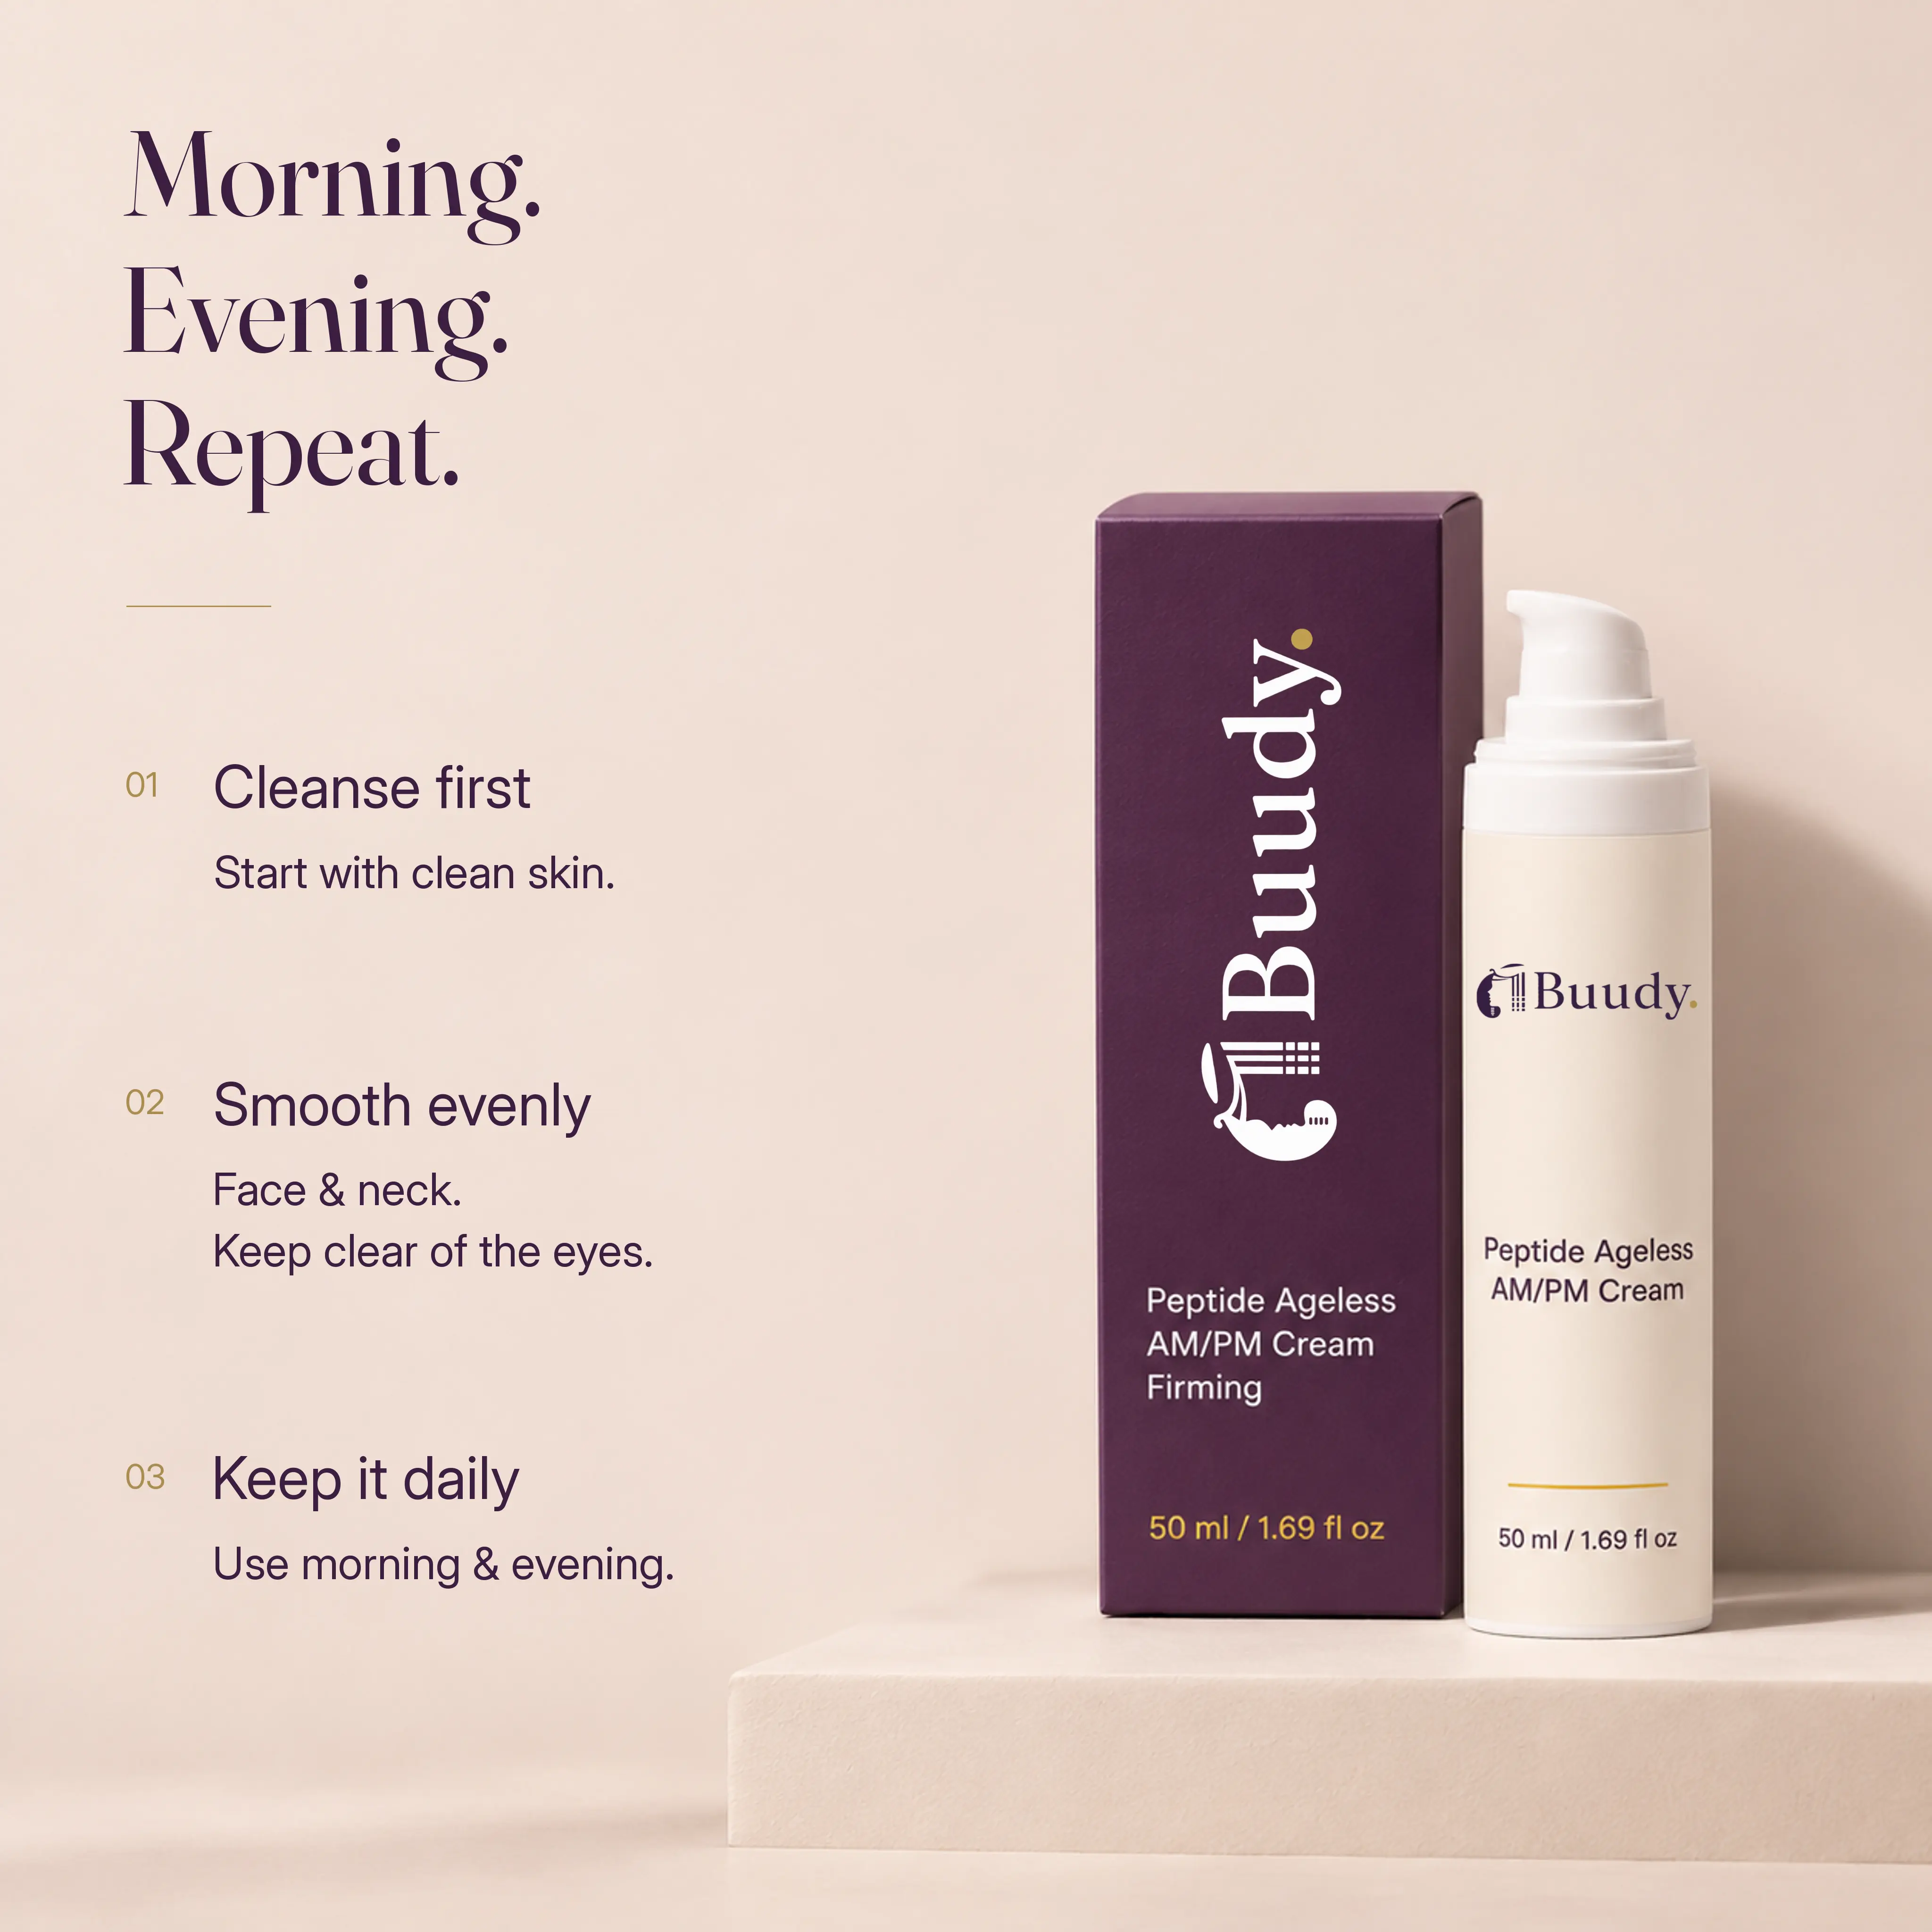 Morning.
Evening.
Repeat.
01 Cleanse first
Start with clean skin.
02 Smooth evenly
Face & neck.
Keep clear of the eyes.
03 Keep it daily
Use morning & evening.
Buudy.
Peptide Ageless
AM/PM Cream
Firming
50 ml / 1.69 fl oz
Buudy.
Peptide Ageless
AM/PM Cream
50 ml / 1.69 fl oz